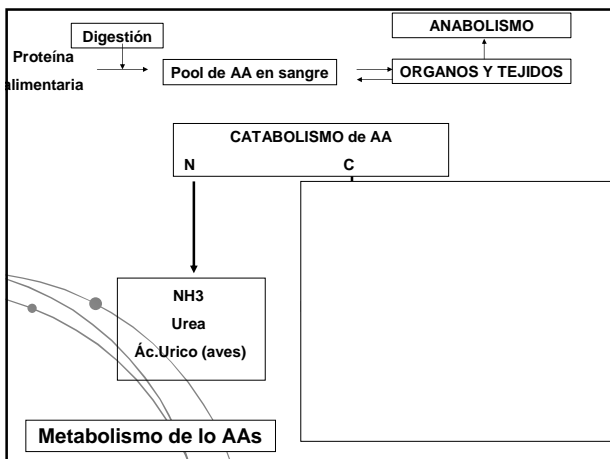 Digestión
ANABOLISMO
Proteína
alimentaria
Pool de AA en sangre
ORGANOS Y TEJIDOS
CATABOLISMO de AA
N C
NH3
Urea
Ác.Urico (aves)
Metabolismo de lo AAs